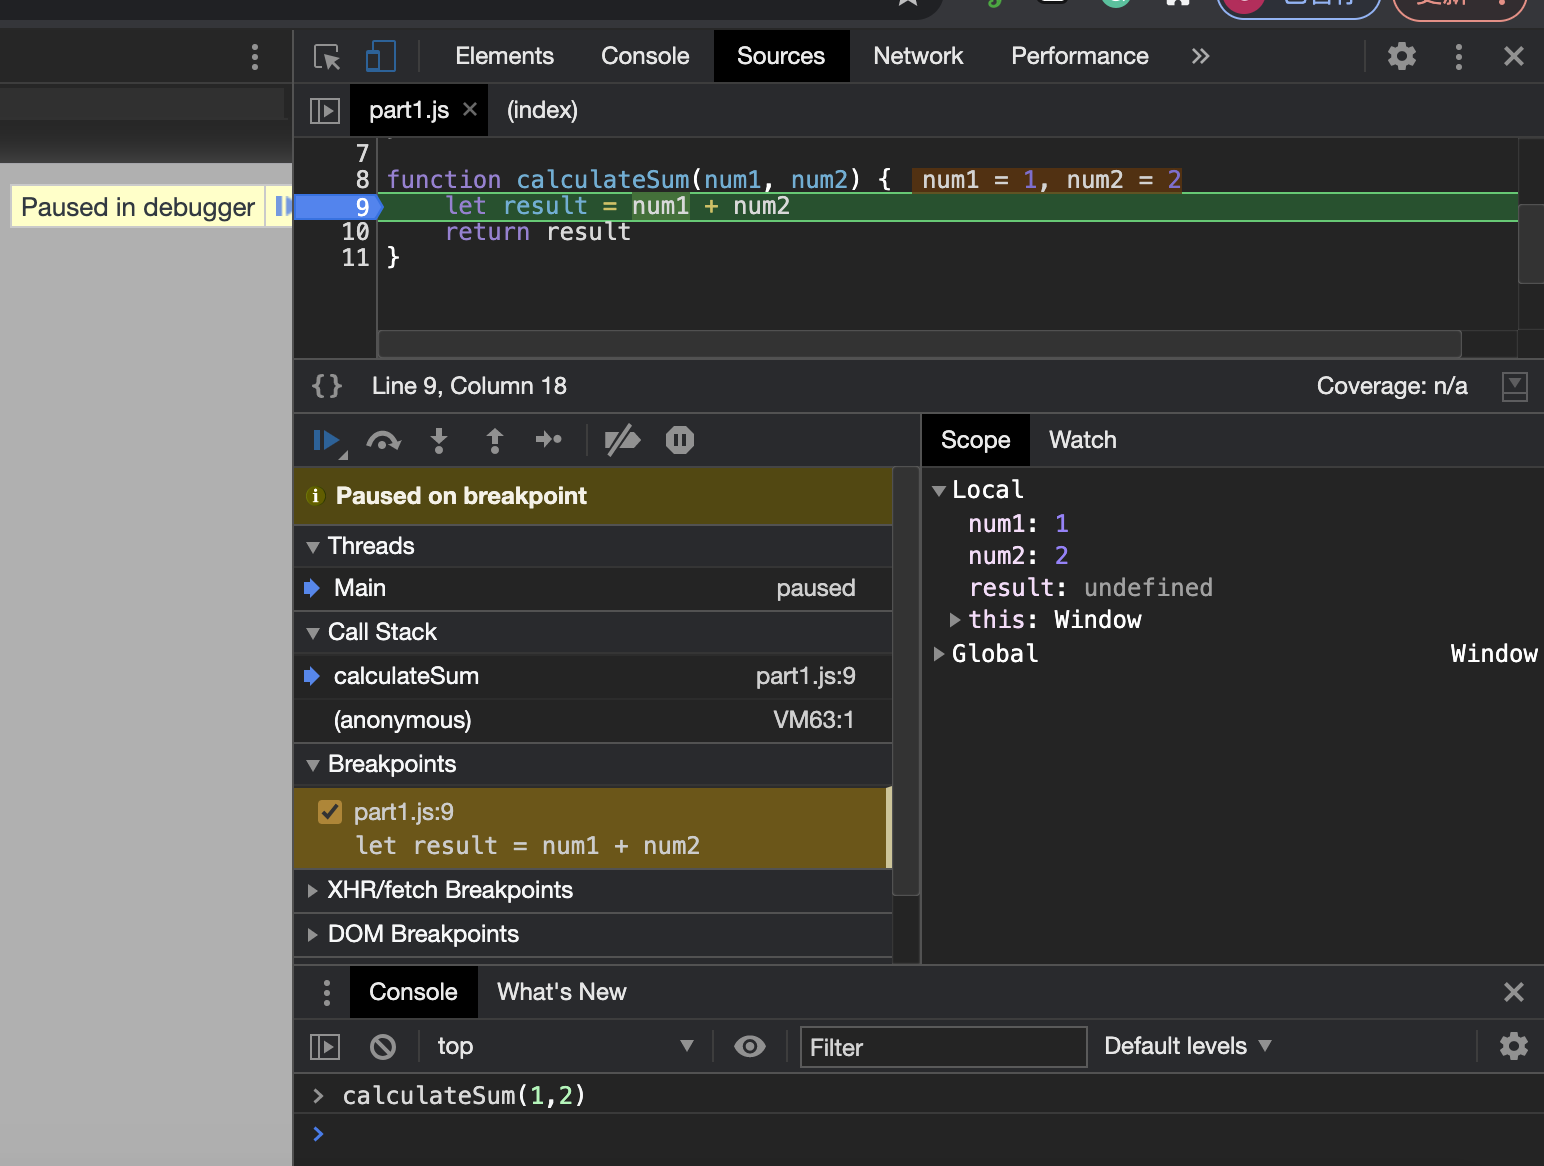 Elements Console Sources Network Performance »
part1.js × (index)
7
8 function calculateSum(num1, num2) { num1 = 1, num2 = 2
Paused in debugger
9 let result = num1 + num2
10 return result
11 }
{} Line 9, Column 18 Coverage: n/a
Scope Watch
Paused on breakpoint
Local
num1: 1
num2: 2
result: undefined
this: Window
Global Window
Threads
Main paused
Call Stack
calculateSum part1.js:9
(anonymous) VM63:1
Breakpoints
part1.js:9
let result = num1 + num2
XHR/fetch Breakpoints
DOM Breakpoints
Console What's New
top Filter Default levels
> calculateSum(1,2)
>